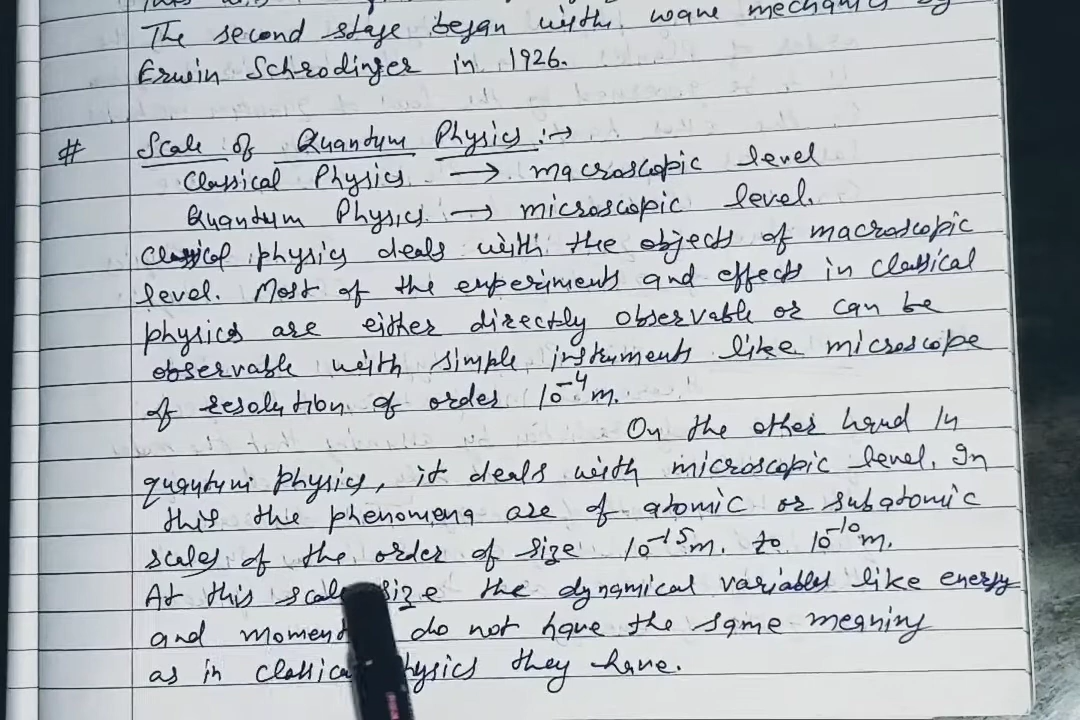 The second stage began with wave mechanics by
Erwin Schrodinger in 1926.
# Scale of Quantum Physics :→
Classical Physics → macroscopic level
Quantum Physics → microscopic level.
Classical physics deals with the objects of macroscopic
level. Most of the experiments and effects in classical
physics are either directly observable or can be
observable with simple instruments like microscope
of resolution of order 10⁻⁴m.
On the other hand in
quantum physics, it deals with microscopic level. In
this the phenomena are of atomic or subatomic
scales of the order of size 10⁻¹⁵m. to 10⁻¹⁰m.
At this scale size the dynamical variables like energy
and moment do not have the same meaning
as in classical physics they have.